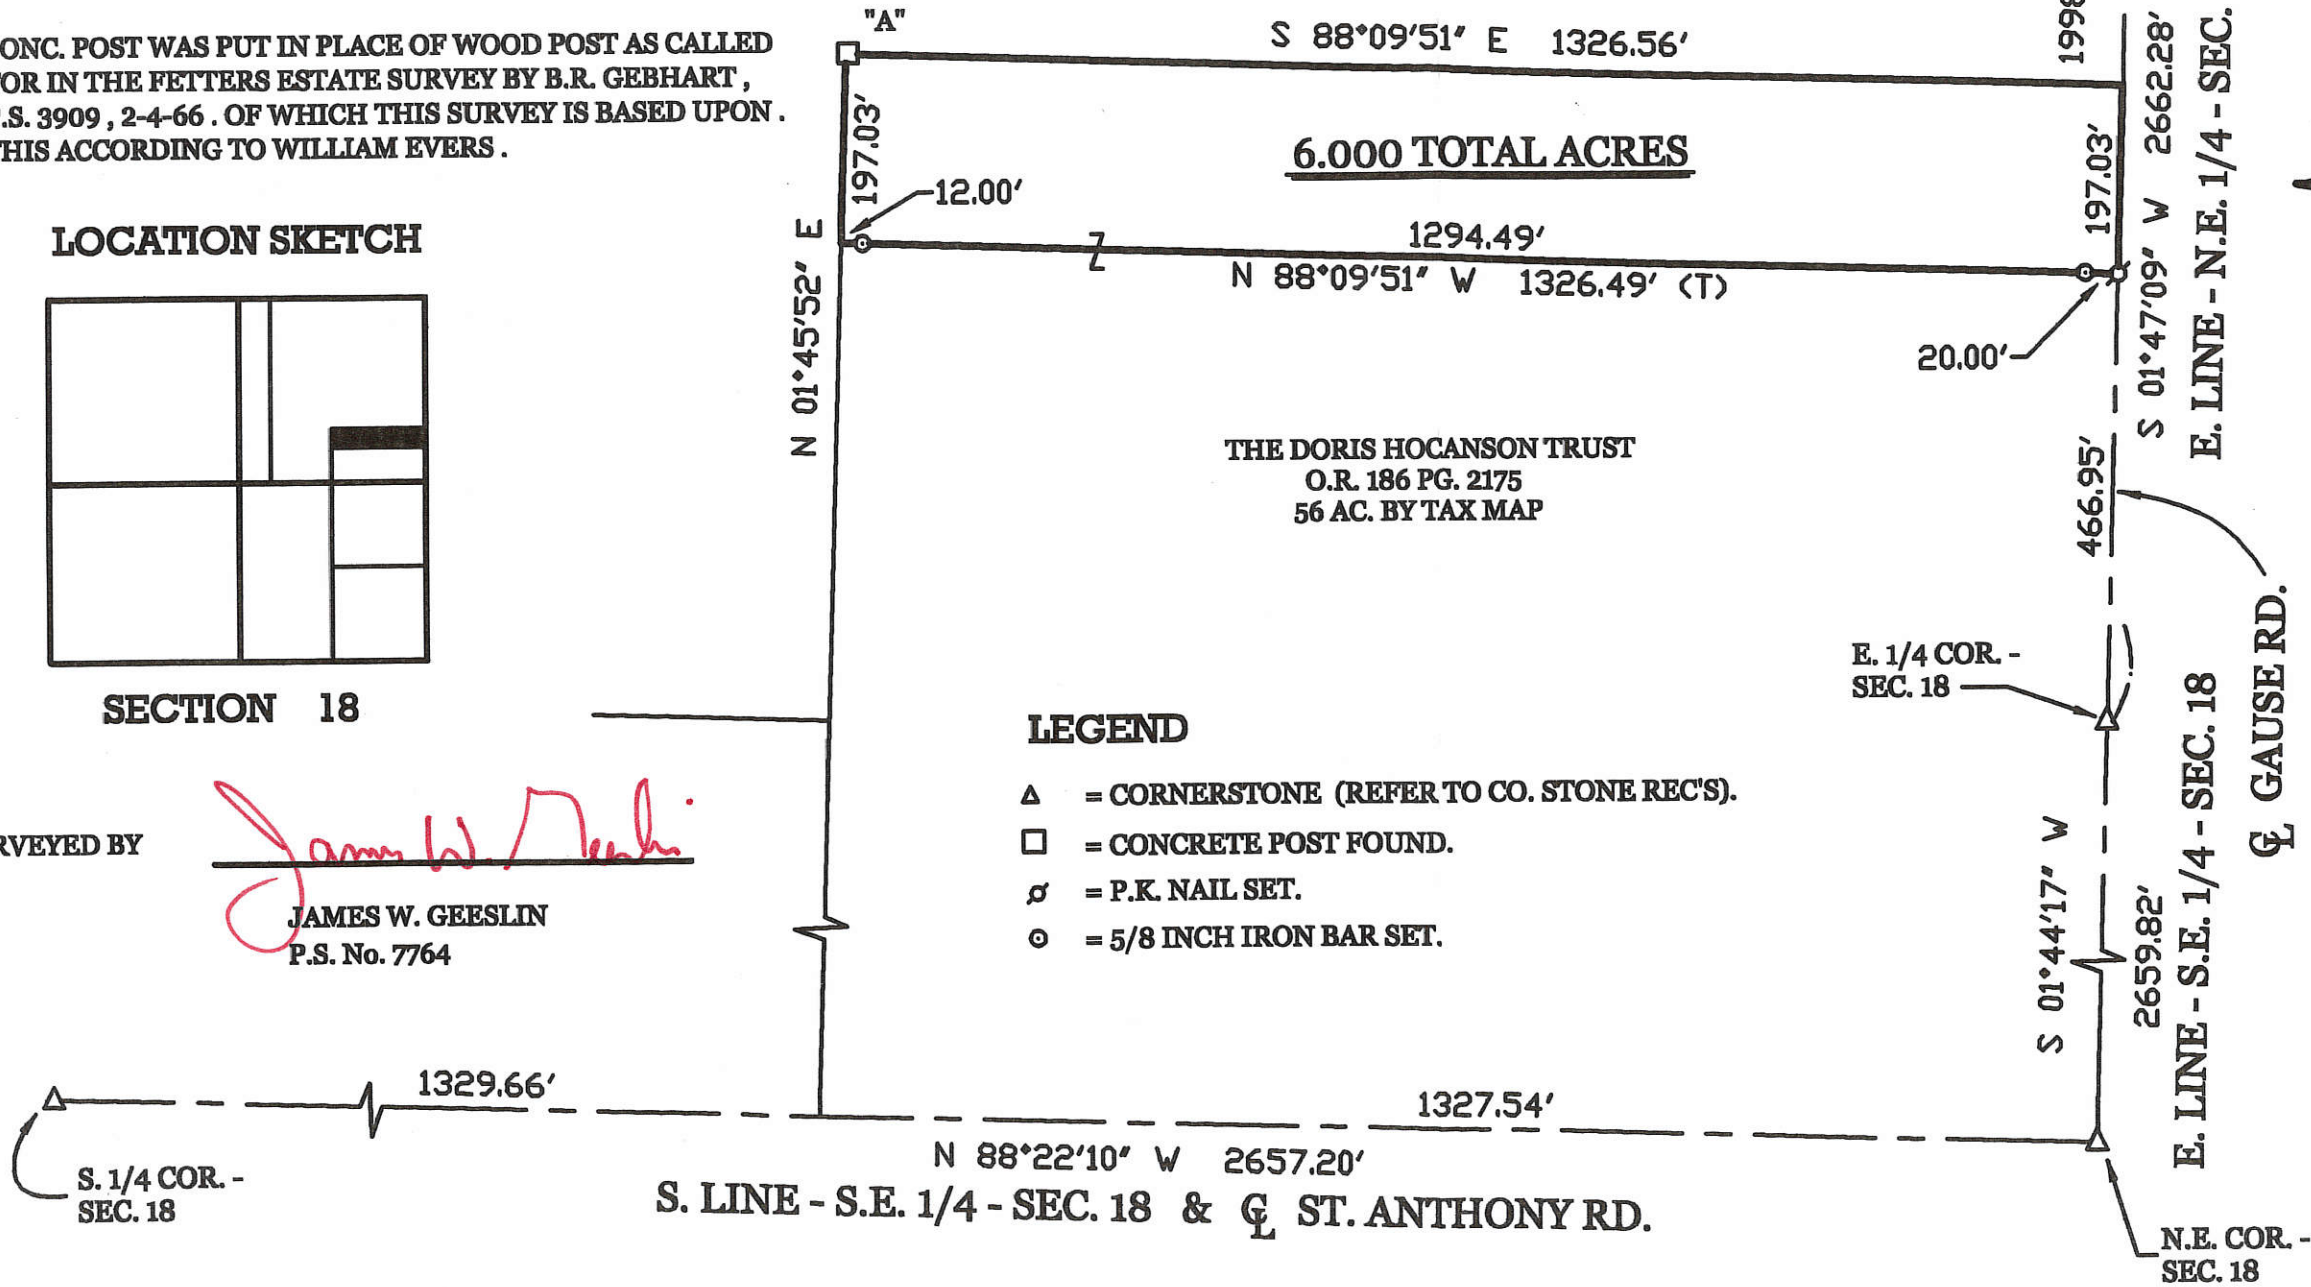 "A"
ONC. POST WAS PUT IN PLACE OF WOOD POST AS CALLED
OR IN THE FETTERS ESTATE SURVEY BY B.R. GEBHART ,
.S. 3909 , 2-4-66 . OF WHICH THIS SURVEY IS BASED UPON .
THIS ACCORDING TO WILLIAM EVERS .
S 88°09'51" E 1326.56'
1998
2662.28'
S 01°47'09" W
E. LINE - N.E. 1/4 - SEC.
197.03'
197.03'
6.000 TOTAL ACRES
12.00'
1294.49'
N 88°09'51" W 1326.49' (T)
N 01°45'52" E
20.00'
LOCATION SKETCH
SECTION 18
THE DORIS HOCANSON TRUST
O.R. 186 PG. 2175
56 AC. BY TAX MAP
466.95'
℄ GAUSE RD.
E. 1/4 COR. -
SEC. 18
LEGEND
△ = CORNERSTONE (REFER TO CO. STONE REC'S).
□ = CONCRETE POST FOUND.
= P.K. NAIL SET.
⊙ = 5/8 INCH IRON BAR SET.
RVEYED BY
James W. Geeslin
JAMES W. GEESLIN
P.S. No. 7764
S 01°44'17" W
2659.82'
E. LINE - S.E. 1/4 - SEC. 18
1329.66'
1327.54'
N 88°22'10" W 2657.20'
S. LINE - S.E. 1/4 - SEC. 18 & ℄ ST. ANTHONY RD.
S. 1/4 COR. -
SEC. 18
N.E. COR. -
SEC. 18